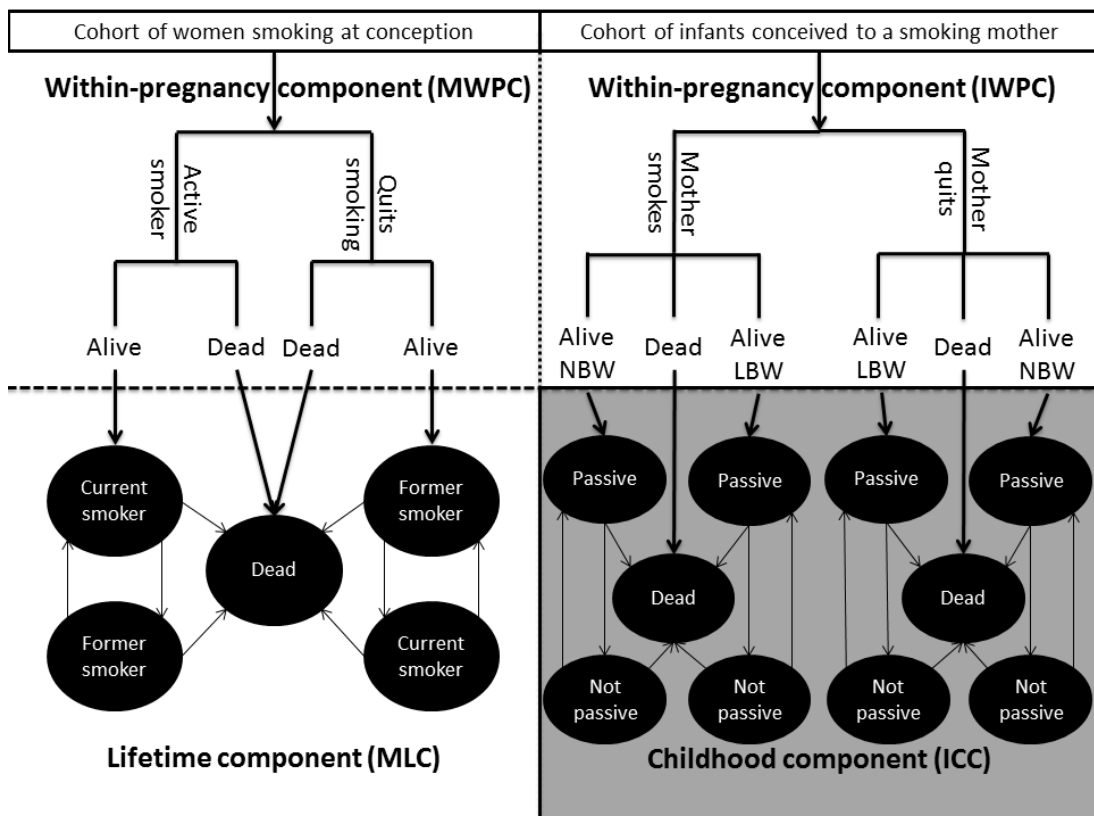 Cohort of women smoking at conception
Cohort of infants conceived to a smoking mother
Within-pregnancy component (MWPC)
Within-pregnancy component (IWPC)
Active
smoker
Quits
smoking
Mother
smokes
Mother
quits
Alive
Dead
Dead
Alive
Alive
NBW
Dead
Alive
LBW
Alive
LBW
Dead
Alive
NBW
Current
smoker
Former
smoker
Dead
Former
smoker
Current
smoker
Passive
Passive
Passive
Passive
Dead
Dead
Not
passive
Not
passive
Not
passive
Not
passive
Lifetime component (MLC)
Childhood component (ICC)